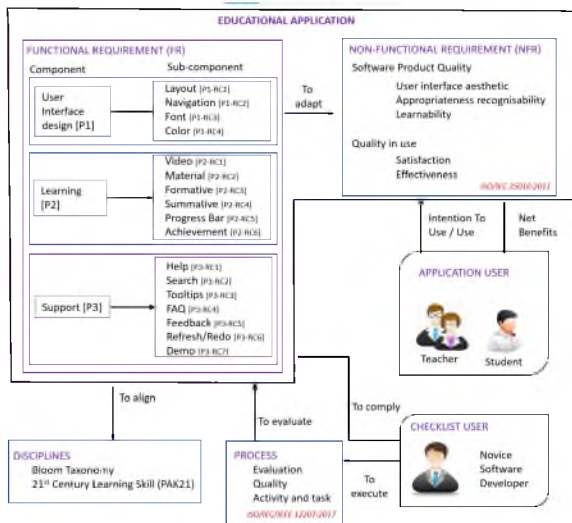 EDUCATIONAL APPLICATION
FUNCTIONAL REQUIREMENT (FR)
Component
Sub-component
User
Interface
design [P1]
Layout [P1-RC1]
Navigation [P1-RC2]
Font [P1-RC3]
Color [P1-RC4]
Learning
[P2]
Video [P2-RC1]
Material [P2-RC2]
Formative [P2-RC3]
Summalive [P2-RC4]
Progress Bar [P2-RC5]
Achievement [P2-RC6]
Support [P3]
Help [P3-RC1]
Search [P3-RC2]
Tooltips [P3-RC3]
FAQ [P3-RC4]
Feedback [P3-RC5]
Refresh/Redo [P3-RC6]
Demo [P3-RC7]
To
adapt
NON-FUNCTIONAL REQUIREMENT (NFR)
Software Product Quality
User interface aesthetic
Appropriateness recognisability
Learnability
Quality in use
Satisfaction
Effectiveness
ISO/IEC 25010-2011
Intention To
Use / Use
Net
Benefits
APPLICATION USER
Teacher
Student
To align
To evaluate
To comply
DISCIPLINES
Bloom Taxonomy
21st Century Learning Skill (PAK21)
PROCESS
Evaluation
Quality
Activity and task
ISO/IEC/IEEE 12207-2017
To
execute
CHECKLIST USER
Novice
Software
Developer